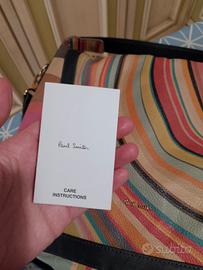 Paul Smith
CARE
INSTRUCTIONS
Subito